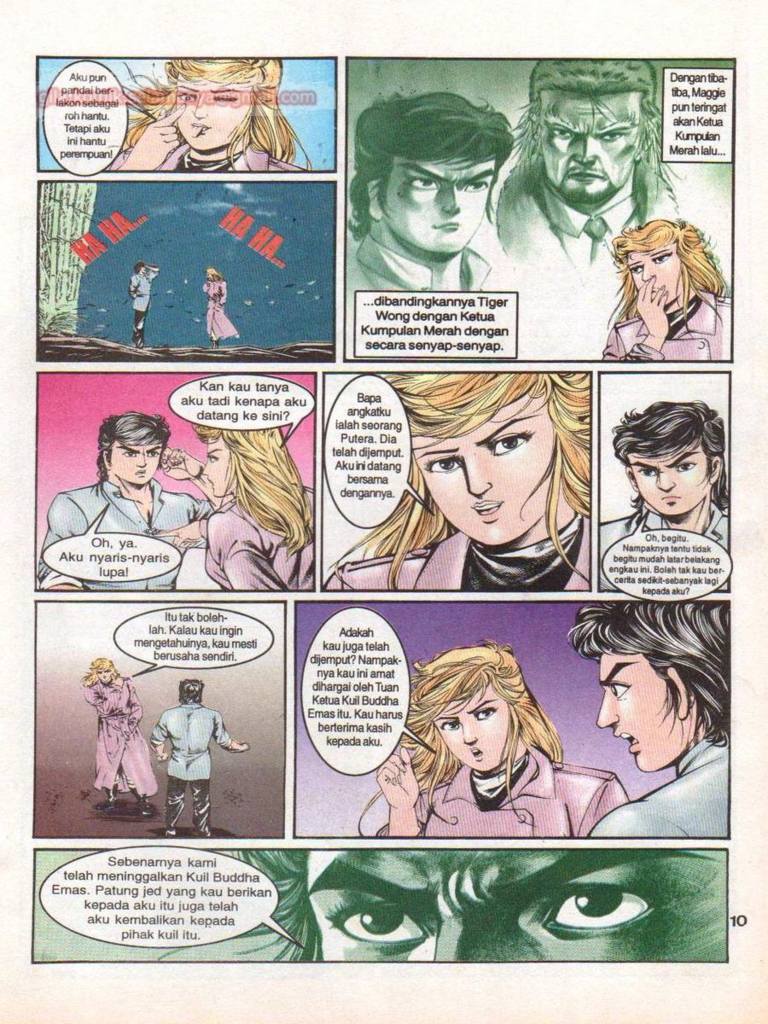 Aku pun
pandai ber-
lakon sebagai
roh hantu.
Tetapi aku
ini hantu
perempuan!
Dengan tiba-
tiba, Maggie
pun teringat
akan Ketua
Kumpulan
Merah lalu...
HA HA...
HA HA...
...dibandingkannya Tiger
Wong dengan Ketua
Kumpulan Merah dengan
secara senyap-senyap.
Kan kau tanya
aku tadi kenapa aku
datang ke sini?
Oh, ya.
Aku nyaris-nyaris
lupa!
Bapa
angkatku
ialah seorang
Putera. Dia
telah dijemput.
Aku ini datang
bersama
dengannya.
Oh, begitu.
Nampaknya tentu tidak
begitu mudah latar belakang
engkau ini. Boleh tak kau ber-
cerita sedikit-sebanyak lagi
kepada aku?
Itu tak boleh-
lah. Kalau kau ingin
mengetahuinya, kau mesti
berusaha sendiri.
Adakah
kau juga telah
dijemput? Nampak-
nya kau ini amat
dihargai oleh Tuan
Ketua Kuil Buddha
Emas itu. Kau harus
berterima kasih
kepada aku.
Sebenarnya kami
telah meninggalkan Kuil Buddha
Emas. Patung jed yang kau berikan
kepada aku itu juga telah
aku kembalikan kepada
pihak kuil itu.
10